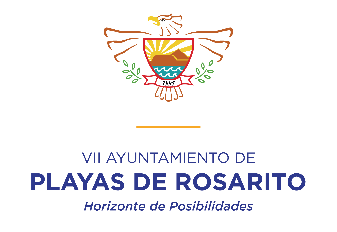 VII AYUNTAMIENTO DE
PLAYAS DE ROSARITO
Horizonte de Posibilidades